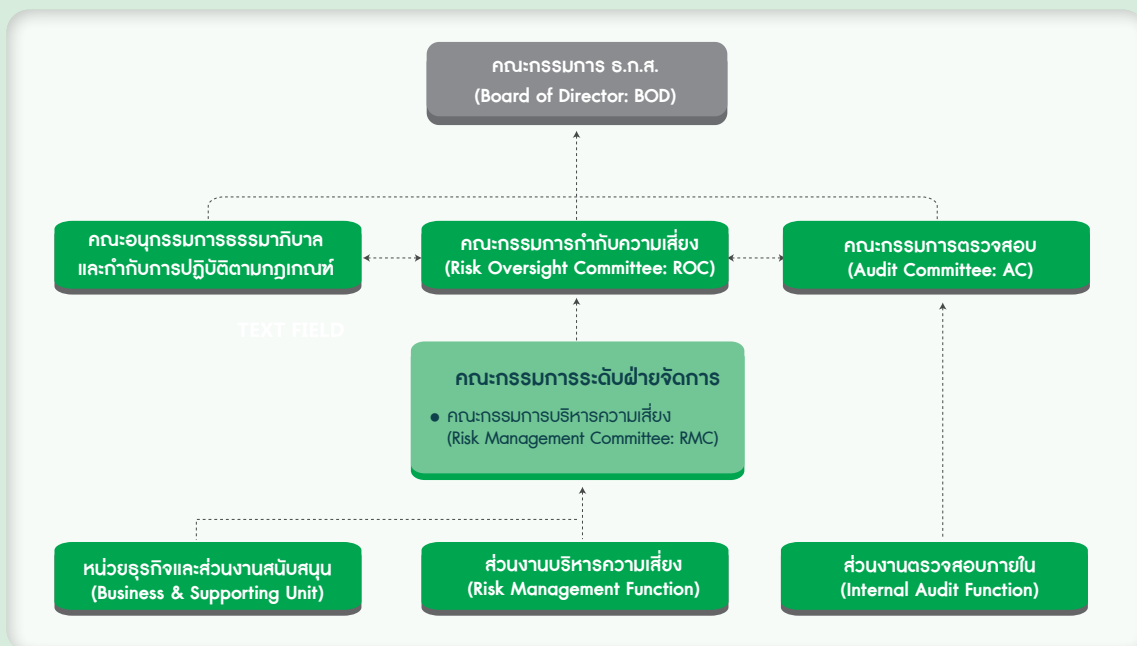 คณะกรรมการ ธ.ก.ส.
(Board of Director: BOD)
คณะอนุกรรมการธรรมาภิบาล
และกำกับการปฏิบัติตามกฎเกณฑ์
คณะกรรมการกำกับความเสี่ยง
(Risk Oversight Committee: ROC)
คณะกรรมการตรวจสอบ
(Audit Committee: AC)
TEXT FIELD
คณะกรรมการระดับฝ่ายจัดการ
• คณะกรรมการบริหารความเสี่ยง
(Risk Management Committee: RMC)
หน่วยธุรกิจและส่วนงานสนับสนุน
(Business & Supporting Unit)
ส่วนงานบริหารความเสี่ยง
(Risk Management Function)
ส่วนงานตรวจสอบภายใน
(Internal Audit Function)